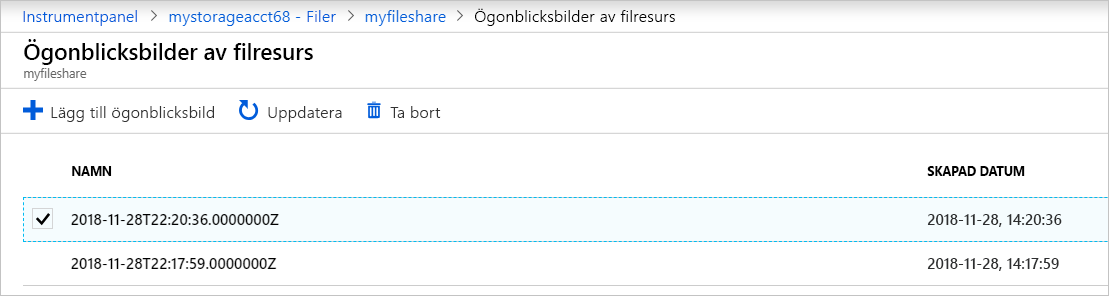 Instrumentpanel > mystorageacct68 - Filer > myfileshare > Ögonblicksbilder av filresurs
Ögonblicksbilder av filresurs
myfileshare
Lägg till ögonblicksbild Uppdatera Ta bort
NAMN SKAPAD DATUM
2018-11-28T22:20:36.0000000Z 2018-11-28, 14:20:36
2018-11-28T22:17:59.0000000Z 2018-11-28, 14:17:59